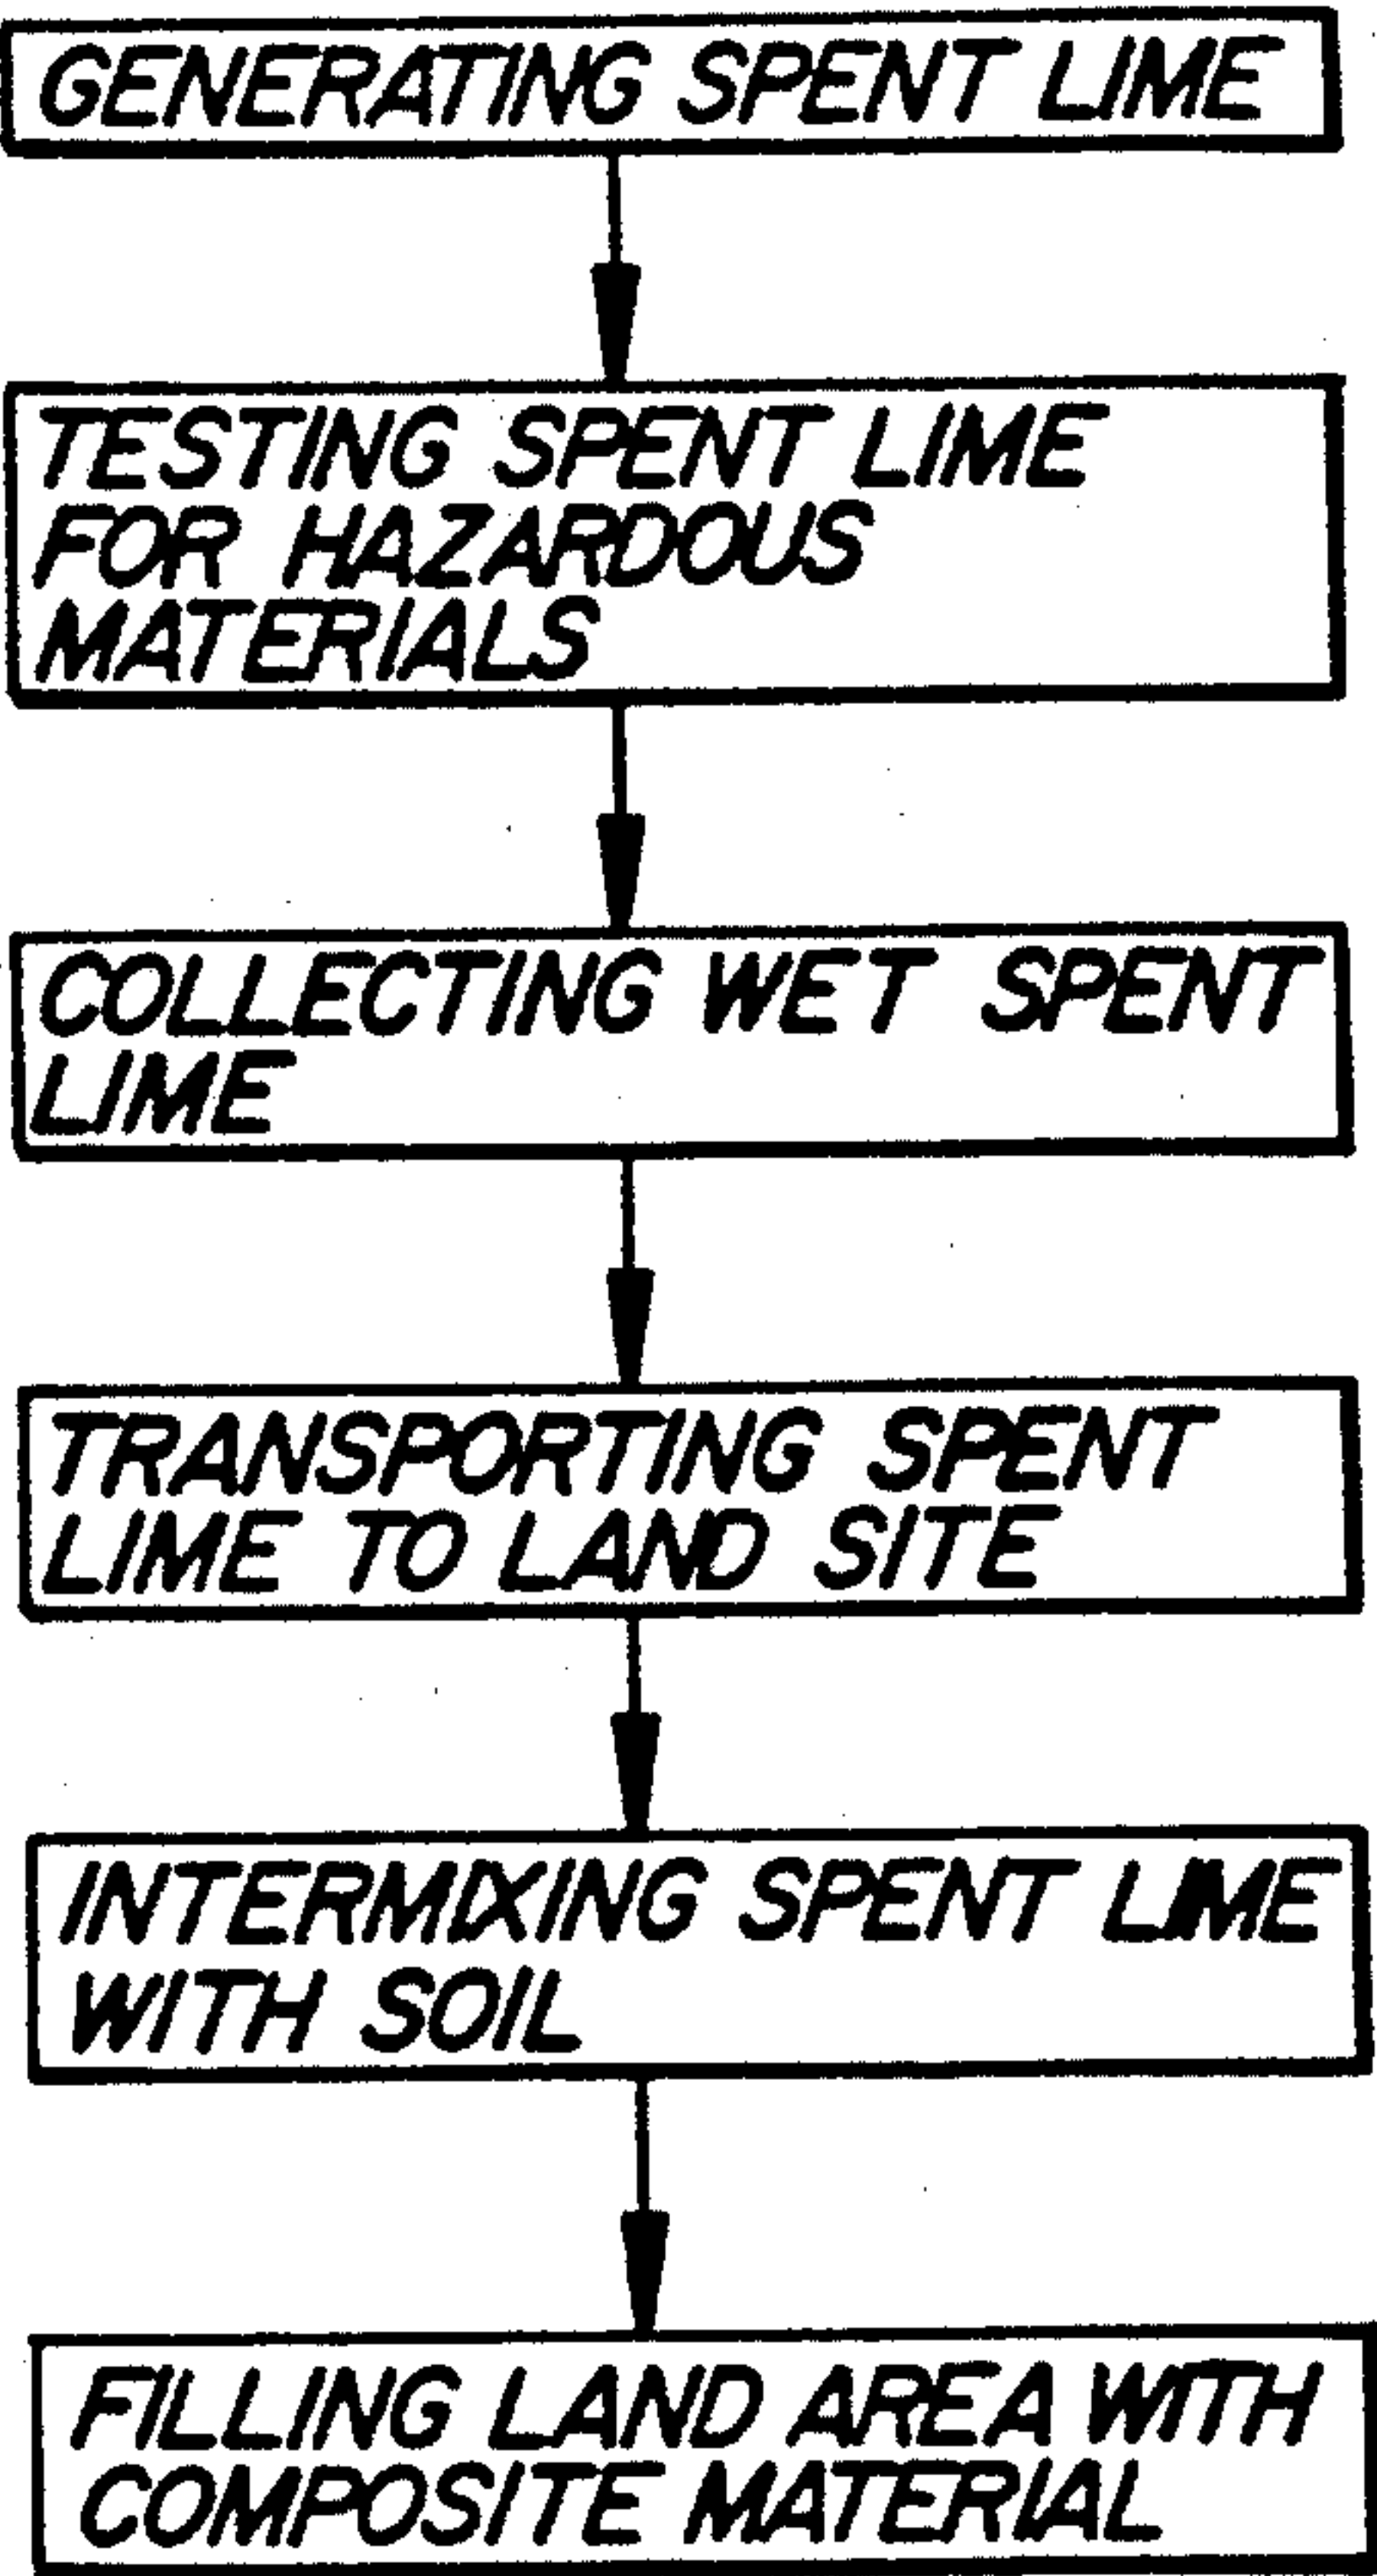 GENERATING SPENT LIME
TESTING SPENT LIME
FOR HAZARDOUS
MATERIALS
COLLECTING WET SPENT
LIME
TRANSPORTING SPENT
LIME TO LAND SITE
INTERMIXING SPENT LIME
WITH SOIL
FILLING LAND AREA WITH
COMPOSITE MATERIAL